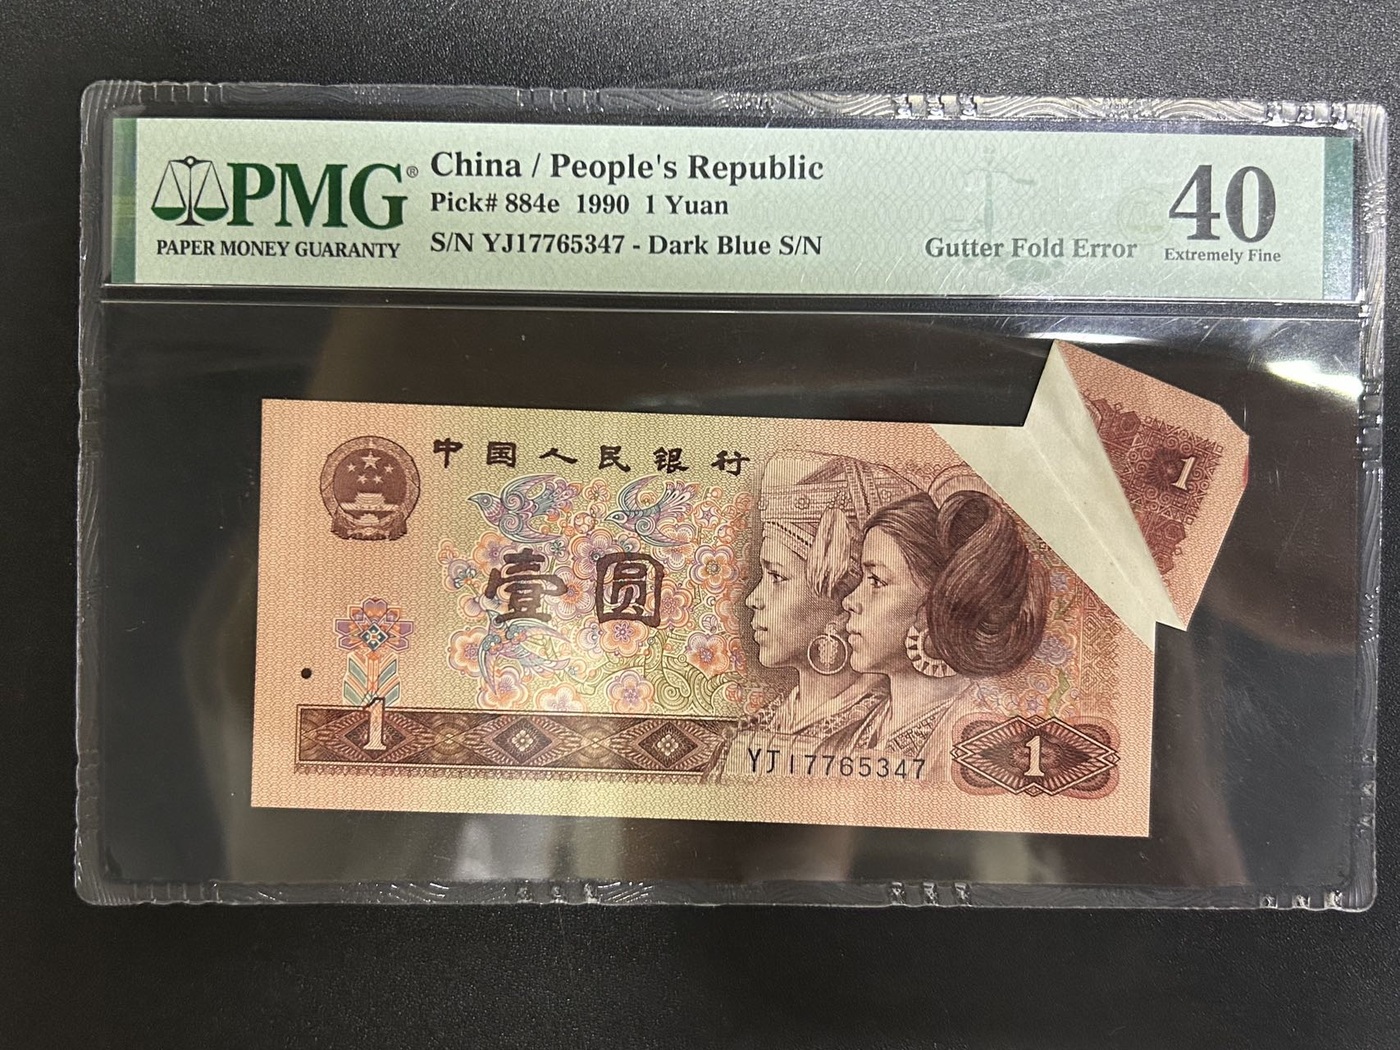 PMG®
PAPER MONEY GUARANTY
China / People's Republic
Pick# 884e 1990 1 Yuan
S/N YJ17765347 - Dark Blue S/N
Gutter Fold Error
40
Extremely Fine
中国人民银行
壹圆
1
1
YJ17765347
1